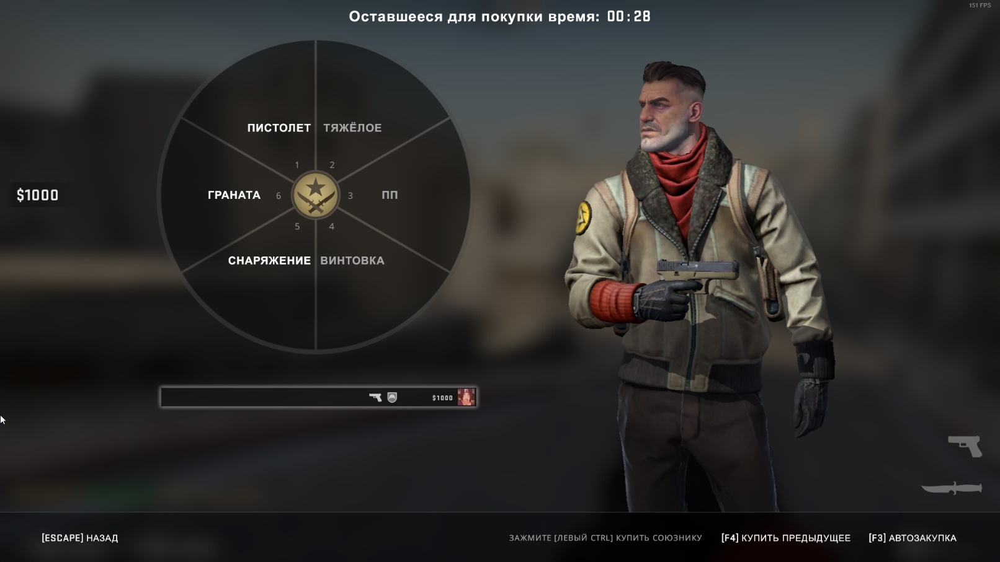 151 FPS
Оставшееся для покупки время: 00:28
ПИСТОЛЕТ
ТЯЖЁЛОЕ
1
2
$1000
ГРАНАТА
6
3
ПП
5
4
СНАРЯЖЕНИЕ
ВИНТОВКА
$1000
[ESCAPE] НАЗАД
ЗАЖМИТЕ [ЛЕВЫЙ CTRL] КУПИТЬ СОЮЗНИКУ
[F4] КУПИТЬ ПРЕДЫДУЩЕЕ
[F3] АВТОЗАКУПКА